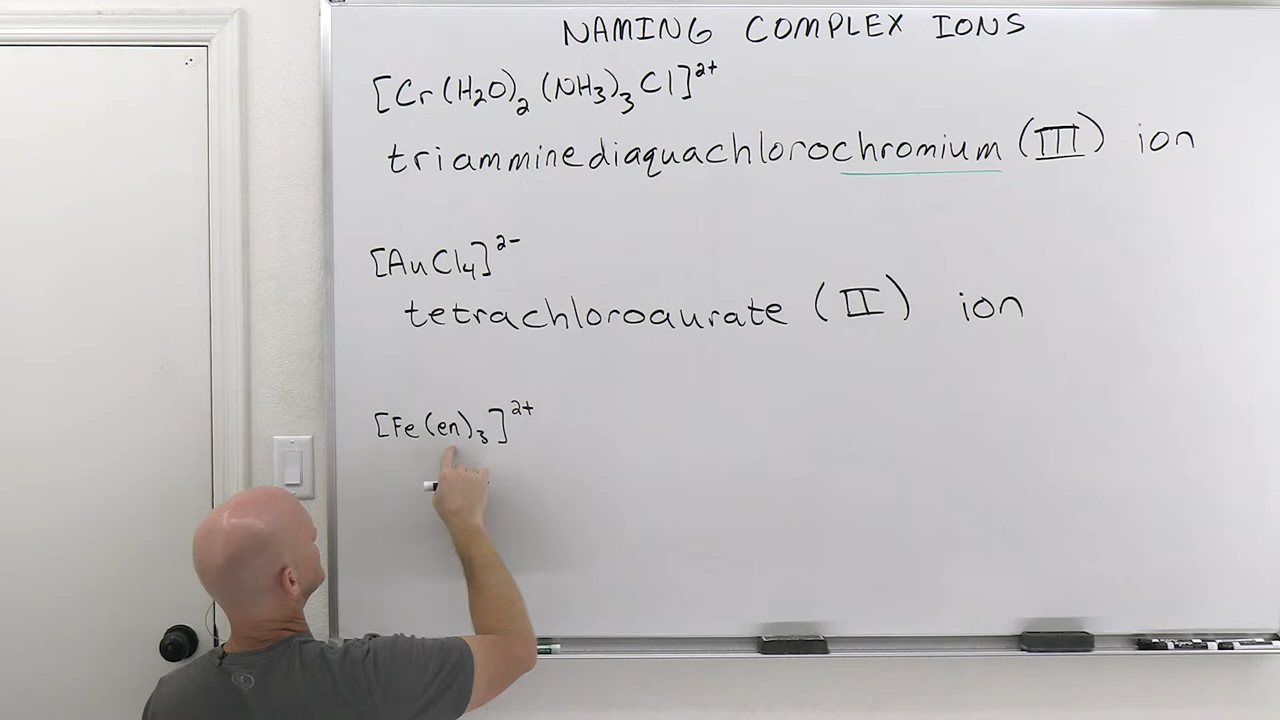 NAMING COMPLEX IONS
[Cr(H₂O)₂(NH₃)₃Cl]²⁺
triamminediaquachlorochromium (III) ion
[AuCl₄]²⁻
tetrachloroaurate (II) ion
[Fe(en)₃]²⁺